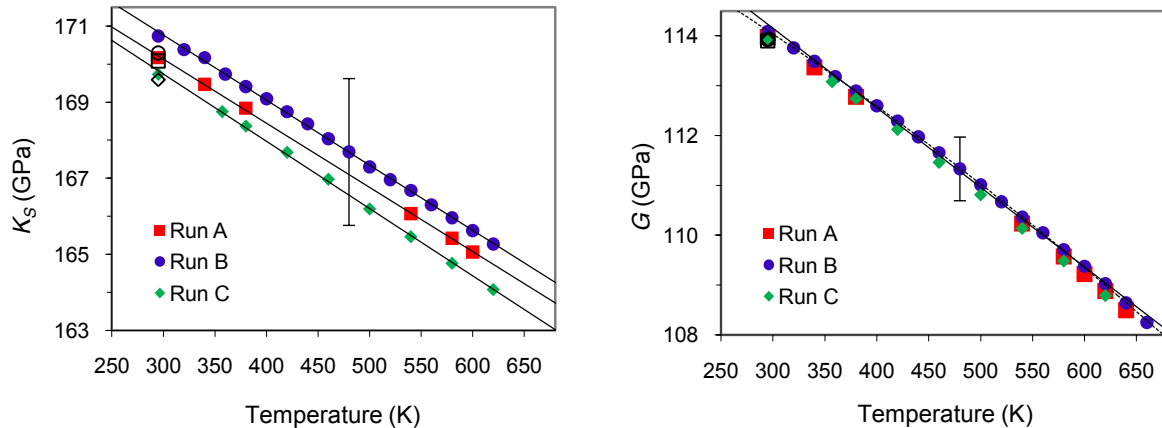 171
169
167
165
163
K_S (GPa)
Run A
Run B
Run C
250 300 350 400 450 500 550 600 650
Temperature (K)
114
112
110
108
G (GPa)
Run A
Run B
Run C
250 300 350 400 450 500 550 600 650
Temperature (K)